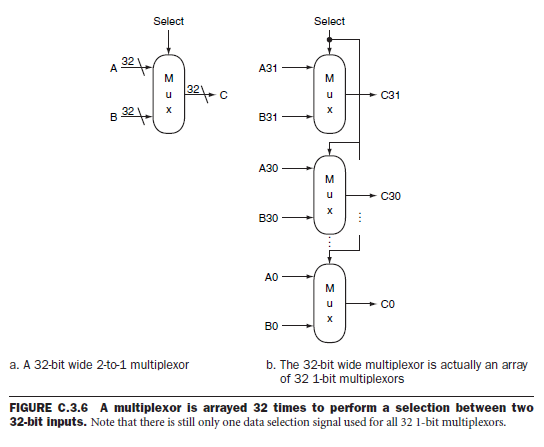 Select
A
32
M
u
x
32
C
B
32
Select
A31
M
u
x
C31
B31
A30
M
u
x
C30
B30
...
...
A0
M
u
x
C0
B0
a. A 32-bit wide 2-to-1 multiplexor
b. The 32-bit wide multiplexor is actually an array
of 32 1-bit multiplexors
FIGURE C.3.6 A multiplexor is arrayed 32 times to perform a selection between two
32-bit inputs. Note that there is still only one data selection signal used for all 32 1-bit multiplexors.